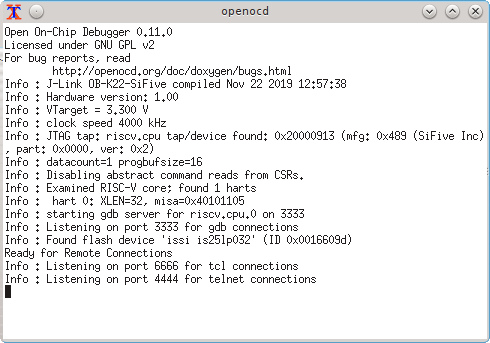 openocd
Open On-Chip Debugger 0.11.0
Licensed under GNU GPL v2
For bug reports, read
        http://openocd.org/doc/doxygen/bugs.html
Info : J-Link OB-K22-SiFive compiled Nov 22 2019 12:57:38
Info : Hardware version: 1.00
Info : VTarget = 3.300 V
Info : clock speed 4000 kHz
Info : JTAG tap: riscv.cpu tap/device found: 0x20000913 (mfg: 0x489 (SiFive Inc)
, part: 0x0000, ver: 0x2)
Info : datacount=1 progbufsize=16
Info : Disabling abstract command reads from CSRs.
Info : Examined RISC-V core; found 1 harts
Info :  hart 0: XLEN=32, misa=0x40101105
Info : starting gdb server for riscv.cpu.0 on 3333
Info : Listening on port 3333 for gdb connections
Info : Found flash device 'issi is25lp032' (ID 0x0016609d)
Ready for Remote Connections
Info : Listening on port 6666 for tcl connections
Info : Listening on port 4444 for telnet connections